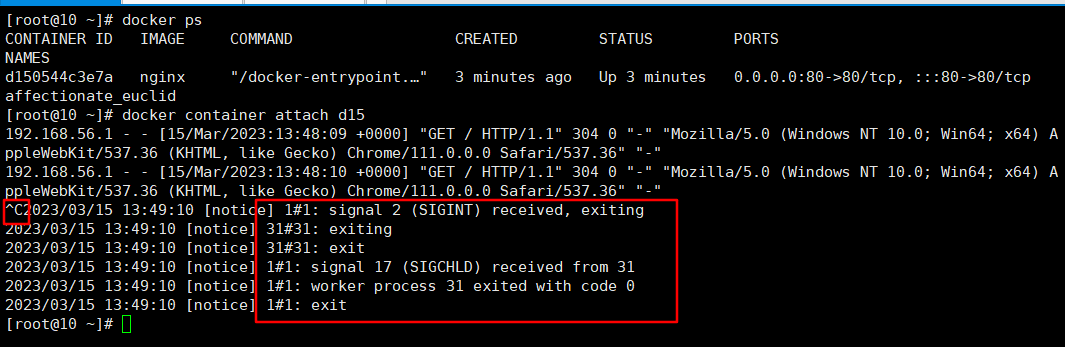 [root@10 ~]# docker ps
CONTAINER ID   IMAGE     COMMAND                  CREATED         STATUS         PORTS
NAMES
d150544c3e7a   nginx     "/docker-entrypoint.…"   3 minutes ago   Up 3 minutes   0.0.0.0:80->80/tcp, :::80->80/tcp
affectionate_euclid
[root@10 ~]# docker container attach d15
192.168.56.1 - - [15/Mar/2023:13:48:09 +0000] "GET / HTTP/1.1" 304 0 "-" "Mozilla/5.0 (Windows NT 10.0; Win64; x64) A
ppleWebKit/537.36 (KHTML, like Gecko) Chrome/111.0.0.0 Safari/537.36" "-"
192.168.56.1 - - [15/Mar/2023:13:48:10 +0000] "GET / HTTP/1.1" 304 0 "-" "Mozilla/5.0 (Windows NT 10.0; Win64; x64) A
ppleWebKit/537.36 (KHTML, like Gecko) Chrome/111.0.0.0 Safari/537.36" "-"
^C2023/03/15 13:49:10 [notice] 1#1: signal 2 (SIGINT) received, exiting
2023/03/15 13:49:10 [notice] 31#31: exiting
2023/03/15 13:49:10 [notice] 31#31: exit
2023/03/15 13:49:10 [notice] 1#1: signal 17 (SIGCHLD) received from 31
2023/03/15 13:49:10 [notice] 1#1: worker process 31 exited with code 0
2023/03/15 13:49:10 [notice] 1#1: exit
[root@10 ~]#